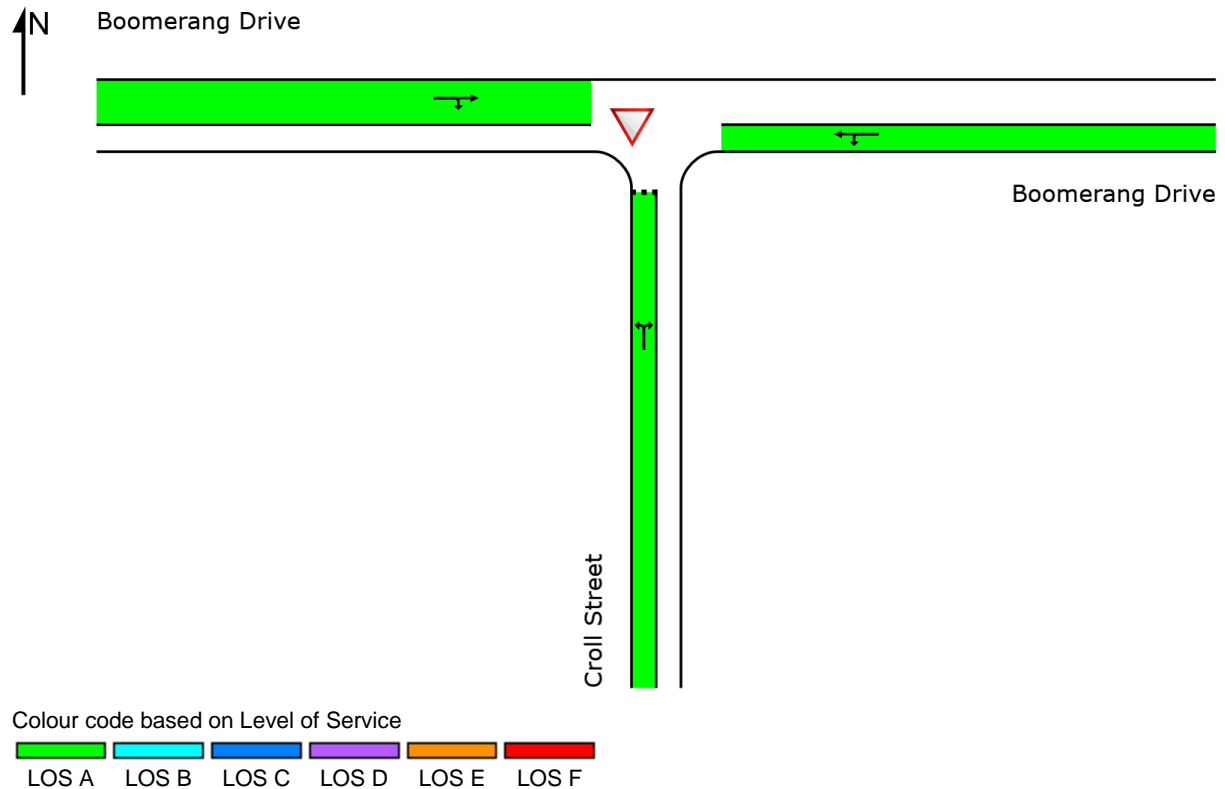 N
Boomerang Drive
Boomerang Drive
Croll Street
Colour code based on Level of Service
LOS A LOS B LOS C LOS D LOS E LOS F